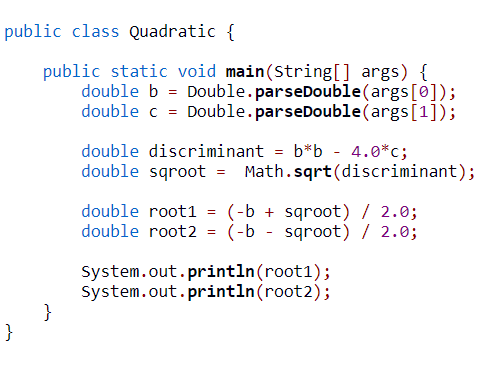 public class Quadratic {
    public static void main(String[] args) {
        double b = Double.parseDouble(args[0]);
        double c = Double.parseDouble(args[1]);
        double discriminant = b*b - 4.0*c;
        double sqroot =  Math.sqrt(discriminant);
        double root1 = (-b + sqroot) / 2.0;
        double root2 = (-b - sqroot) / 2.0;
        System.out.println(root1);
        System.out.println(root2);
    }
}